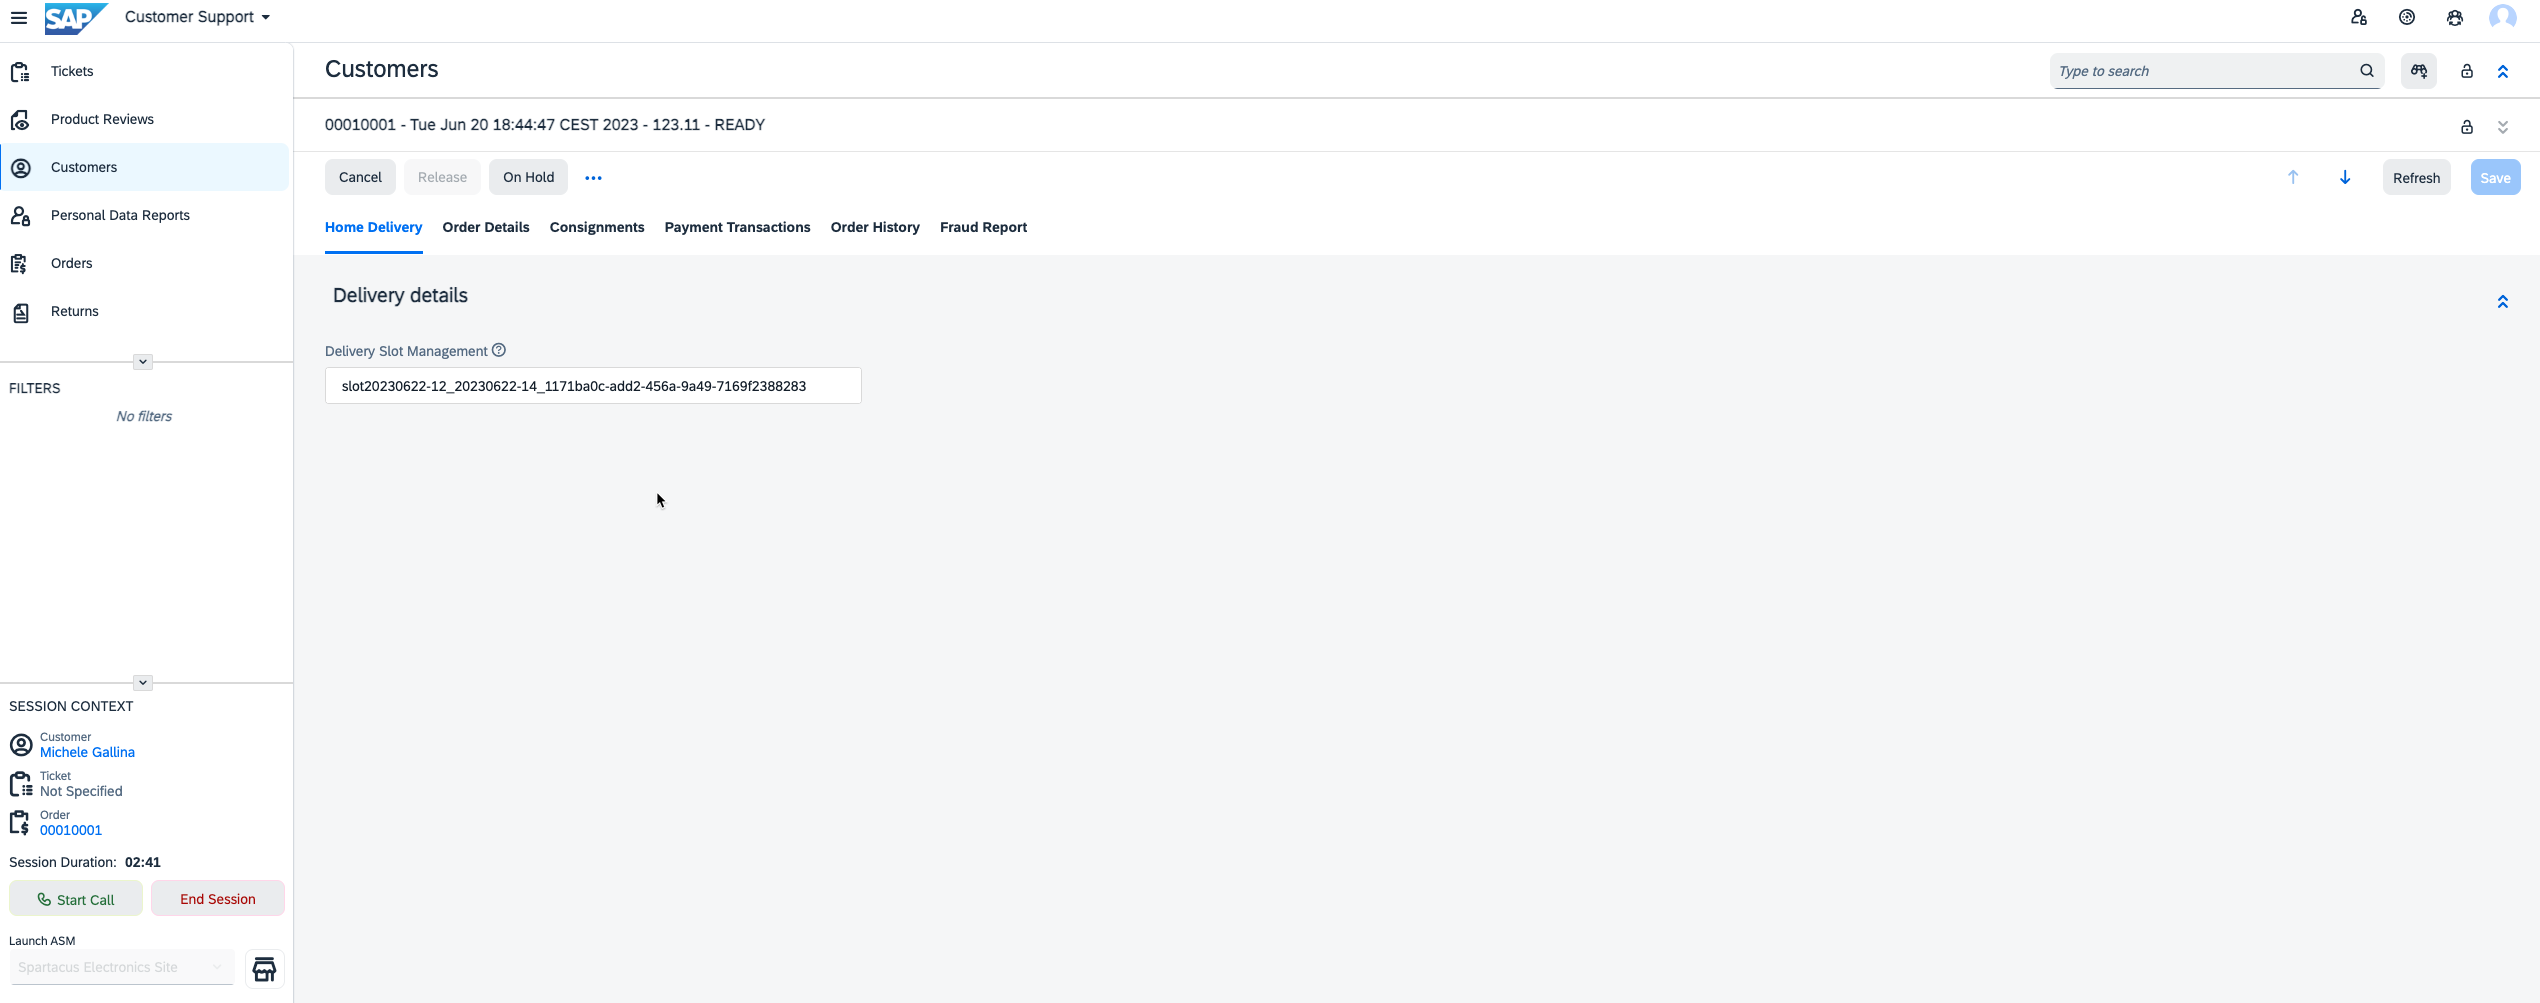 SAP
Customer Support
Tickets
Product Reviews
Customers
Personal Data Reports
Orders
Returns
FILTERS
No filters
SESSION CONTEXT
Customer
Michele Gallina
Ticket
Not Specified
Order
00010001
Session Duration: 02:41
Start Call
End Session
Launch ASM
Spartacus Electronics Site
Customers
Type to search
00010001 - Tue Jun 20 18:44:47 CEST 2023 - 123.11 - READY
Cancel Release On Hold
Refresh Save
Home Delivery Order Details Consignments Payment Transactions Order History Fraud Report
Delivery details
Delivery Slot Management
slot20230622-12_20230622-14_1171ba0c-add2-456a-9a49-7169f2388283